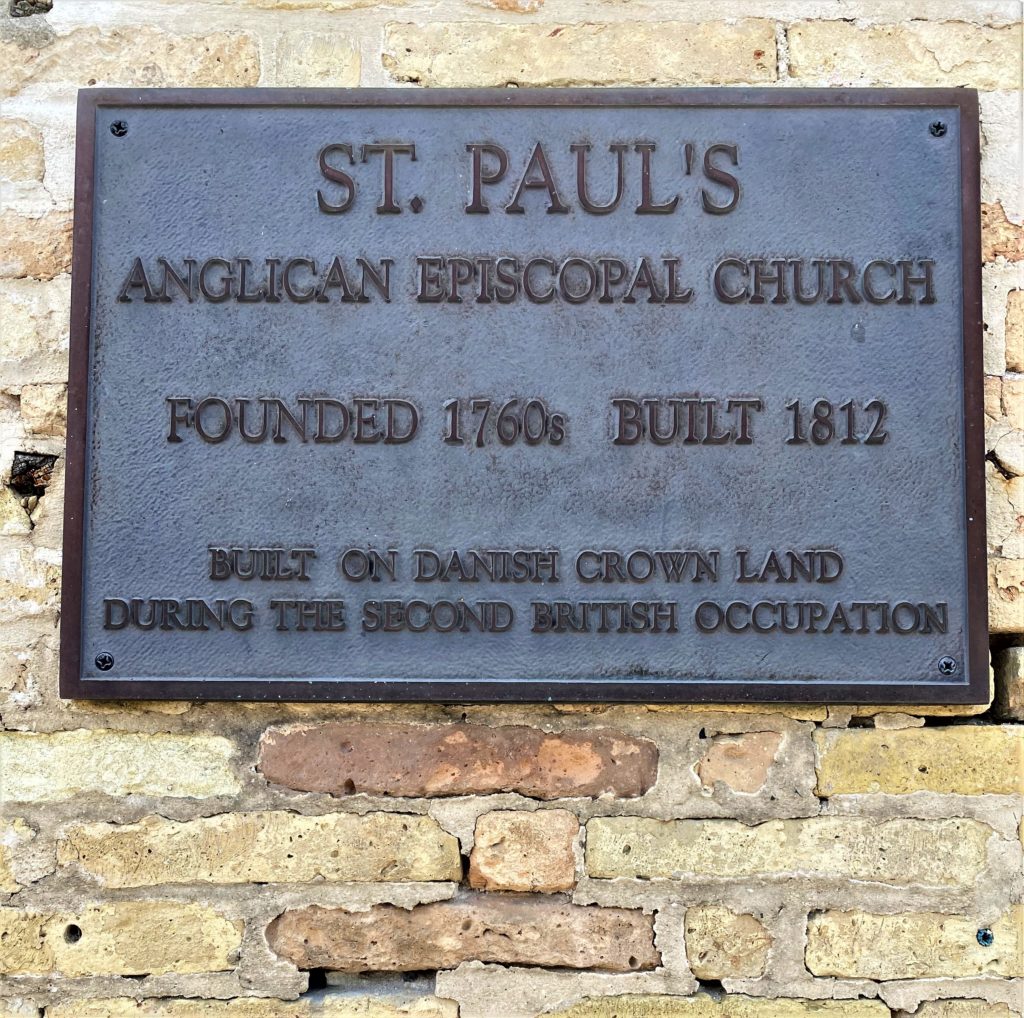 ST. PAUL'S
ANGLICAN EPISCOPAL CHURCH
FOUNDED 1760s BUILT 1812
BUILT ON DANISH CROWN LAND
DURING THE SECOND BRITISH OCCUPATION